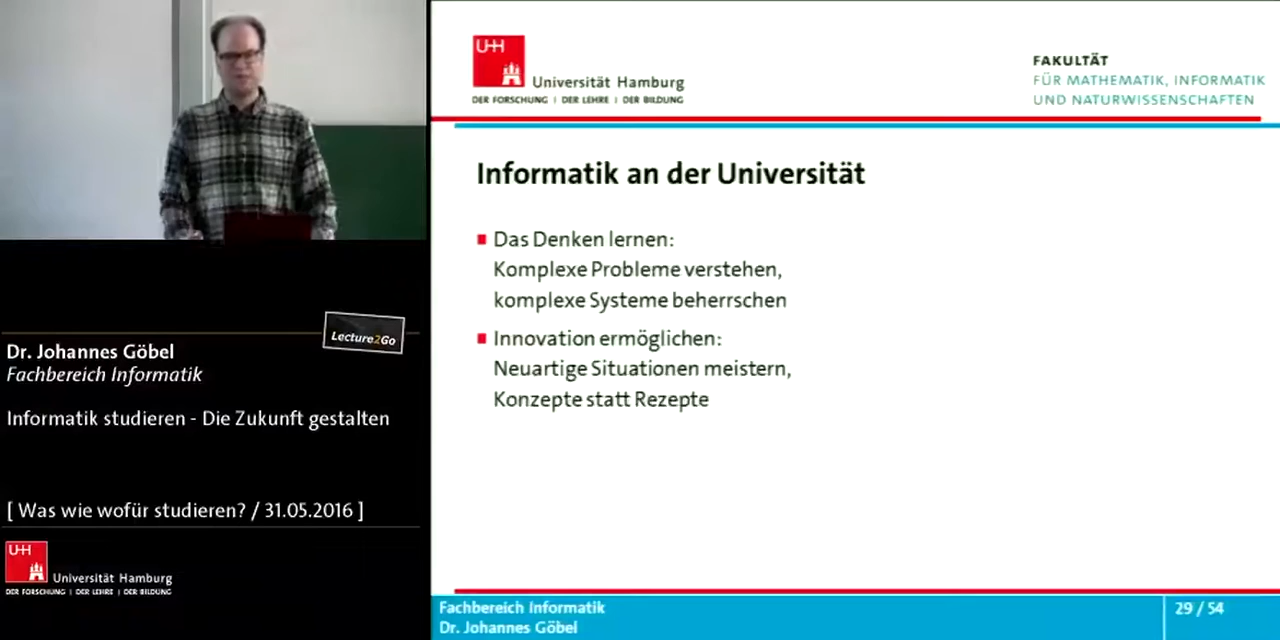 Dr. Johannes Göbel
Fachbereich Informatik
Lecture2Go
Informatik studieren - Die Zukunft gestalten
[ Was wie wofür studieren? / 31.05.2016 ]
UH
Universität Hamburg
DER FORSCHUNG | DER LEHRE | DER BILDUNG
UH
Universität Hamburg
DER FORSCHUNG | DER LEHRE | DER BILDUNG
FAKULTÄT
FÜR MATHEMATIK, INFORMATIK
UND NATURWISSENSCHAFTEN
Informatik an der Universität
Das Denken lernen:
Komplexe Probleme verstehen,
komplexe Systeme beherrschen
Innovation ermöglichen:
Neuartige Situationen meistern,
Konzepte statt Rezepte
Fachbereich Informatik
Dr. Johannes Göbel
29 / 54